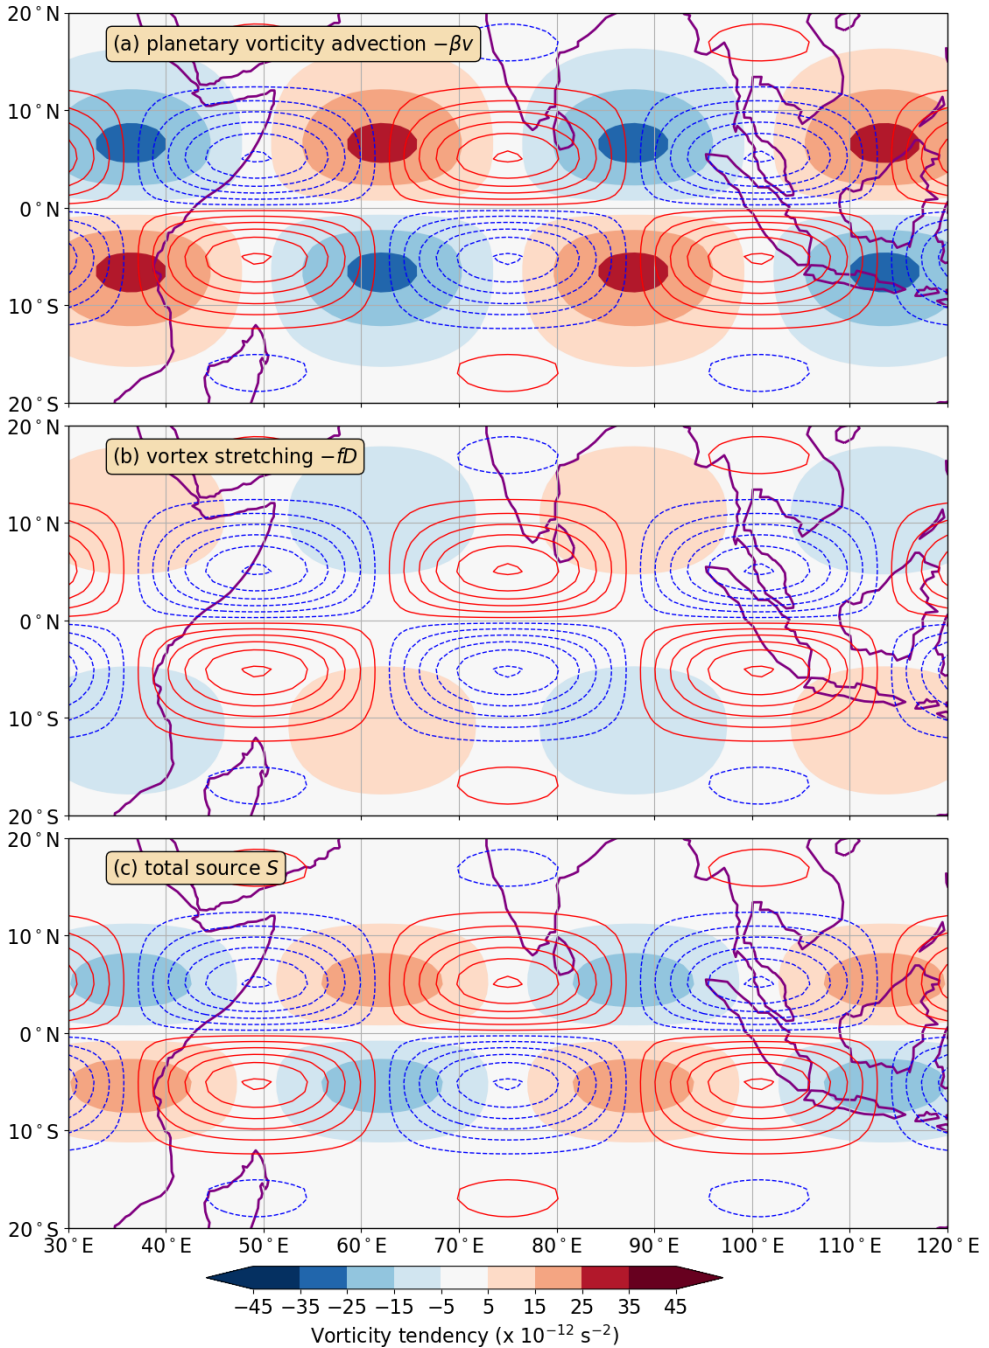 20°N
(a) planetary vorticity advection −βv
10°N
0°N
10°S
20°S
20°N
(b) vortex stretching −fD
10°N
0°N
10°S
20°S
20°N
(c) total source S
10°N
0°N
10°S
20°S
30°E 40°E 50°E 60°E 70°E 80°E 90°E 100°E 110°E 120°E
−45 −35 −25 −15 −5 5 15 25 35 45
Vorticity tendency (x 10⁻¹² s⁻²)